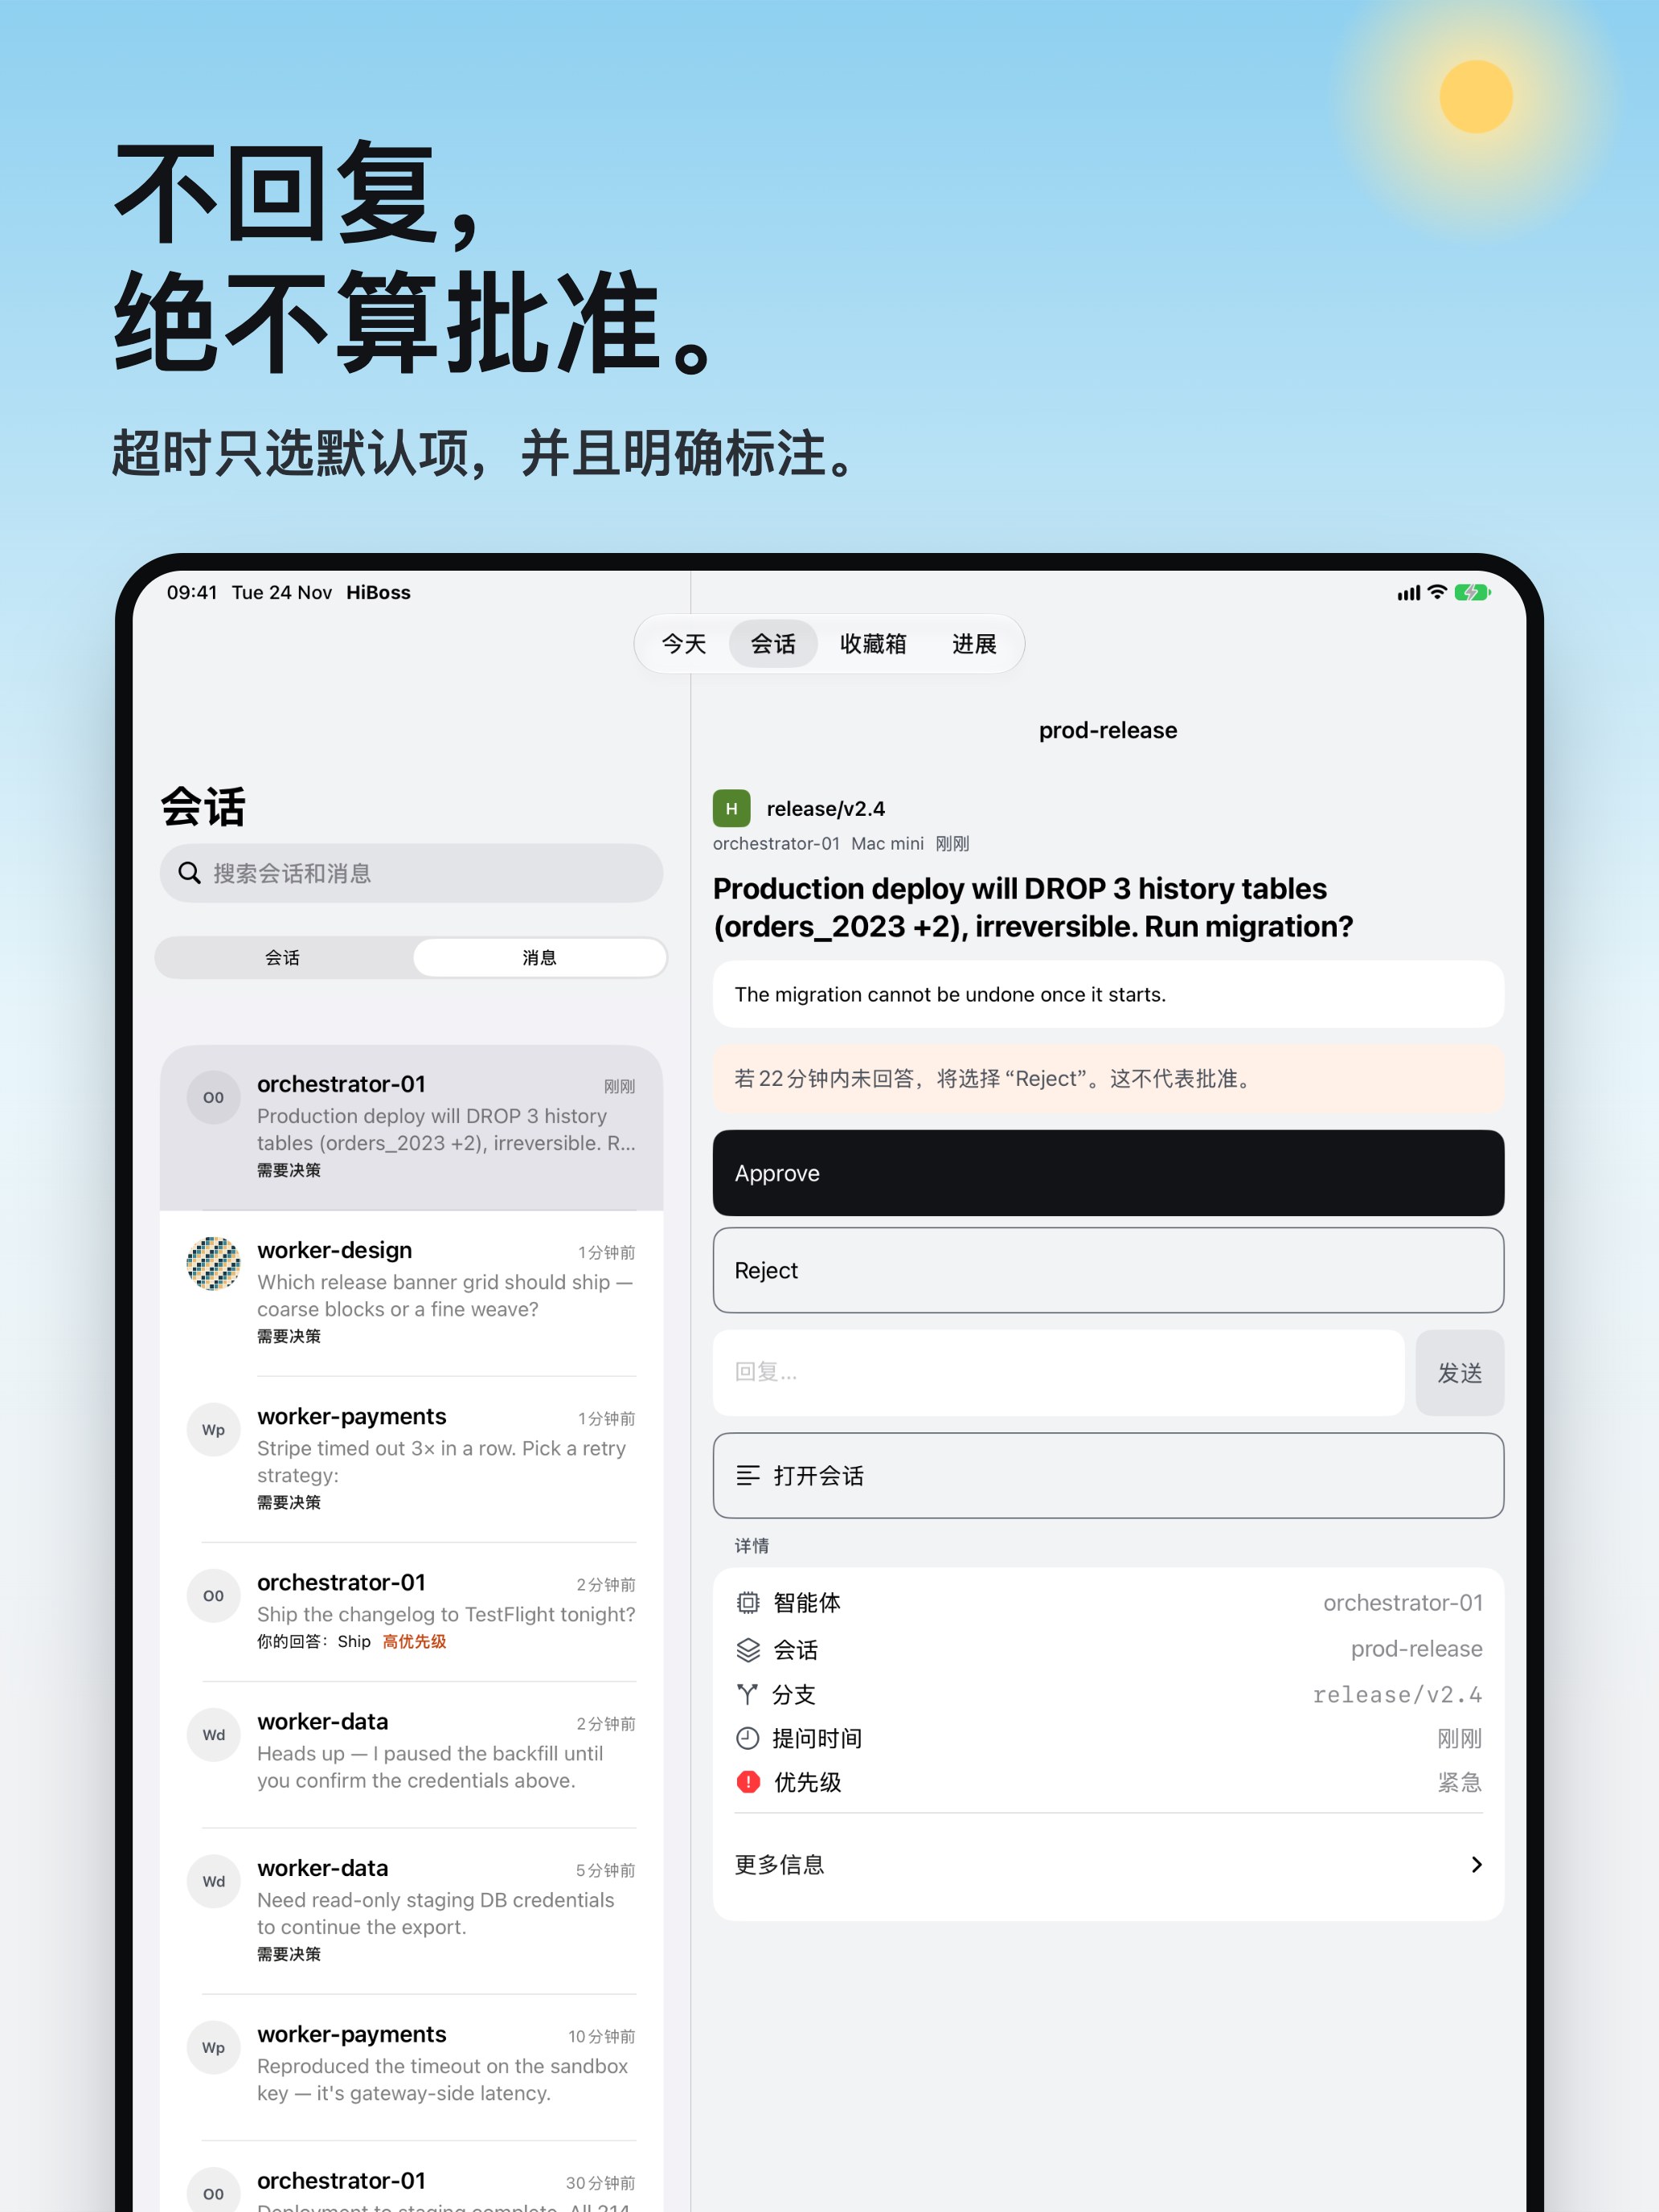 不回复，
绝不算批准。
超时只选默认项，并且明确标注。
09:41 Tue 24 Nov HiBoss
今天 会话 收藏箱 进展
会话
搜索会话和消息
会话 消息
O0
orchestrator-01 刚刚
Production deploy will DROP 3 history
tables (orders_2023 +2), irreversible. R...
需要决策
worker-design 1分钟前
Which release banner grid should ship —
coarse blocks or a fine weave?
需要决策
Wp
worker-payments 1分钟前
Stripe timed out 3× in a row. Pick a retry
strategy:
需要决策
O0
orchestrator-01 2分钟前
Ship the changelog to TestFlight tonight?
你的回答：Ship 高优先级
Wd
worker-data 2分钟前
Heads up — I paused the backfill until
you confirm the credentials above.
Wd
worker-data 5分钟前
Need read-only staging DB credentials
to continue the export.
需要决策
Wp
worker-payments 10分钟前
Reproduced the timeout on the sandbox
key — it's gateway-side latency.
O0
orchestrator-01 30分钟前
Deployment to staging complete. All 214
prod-release
H release/v2.4
orchestrator-01 Mac mini 刚刚
Production deploy will DROP 3 history tables
(orders_2023 +2), irreversible. Run migration?
The migration cannot be undone once it starts.
若22分钟内未回答，将选择“Reject”。这不代表批准。
Approve
Reject
回复...
发送
打开会话
详情
智能体 orchestrator-01
会话 prod-release
分支 release/v2.4
提问时间 刚刚
优先级 紧急
更多信息